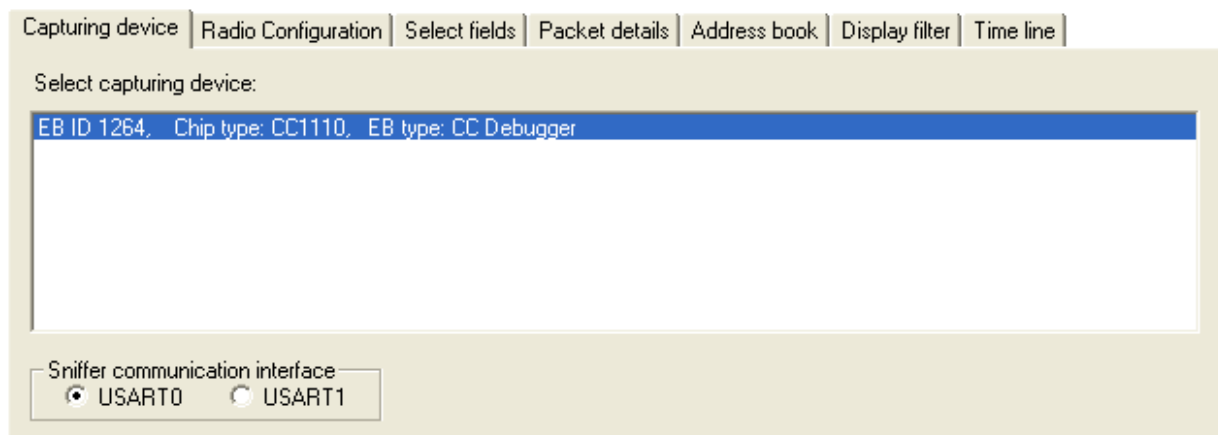 Capturing device Radio Configuration Select fields Packet details Address book Display filter Time line
Select capturing device:
EB ID 1264, Chip type: CC1110, EB type: CC Debugger
Sniffer communication interface
USART0 USART1